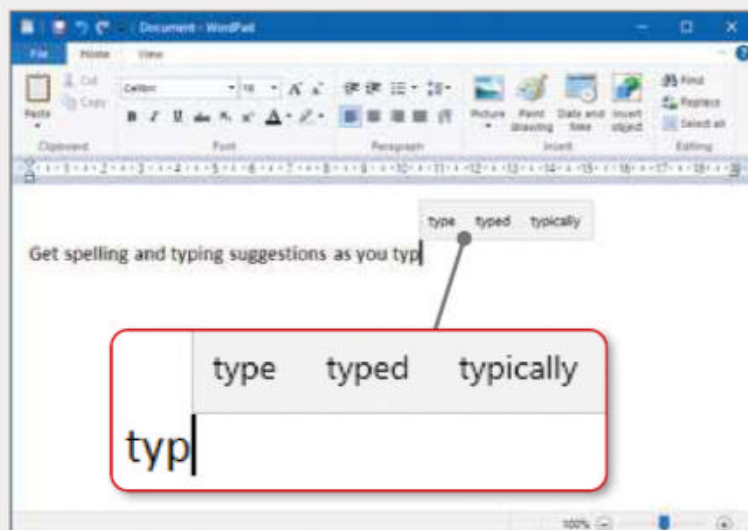 Document - WordPad
File Home View
Paste Cut Copy
Calibri
Picture Paint drawing Date and time Insert object
Find
Replace
Select all
Clipboard Font Paragraph Insert Editing
type typed typically
Get spelling and typing suggestions as you typ
type typed typically
typ
100%